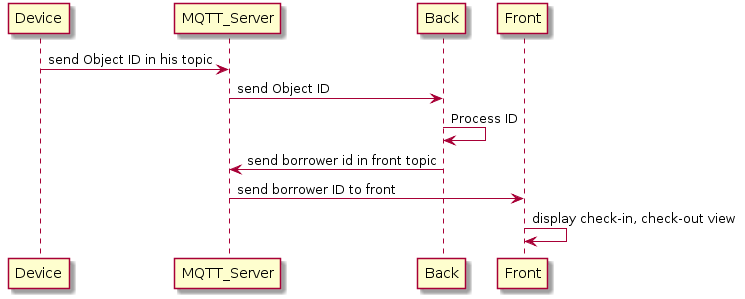 Device MQTT_Server Back Front
send Object ID in his topic
send Object ID
Process ID
send borrower id in front topic
send borrower ID to front
display check-in, check-out view
Device MQTT_Server Back Front